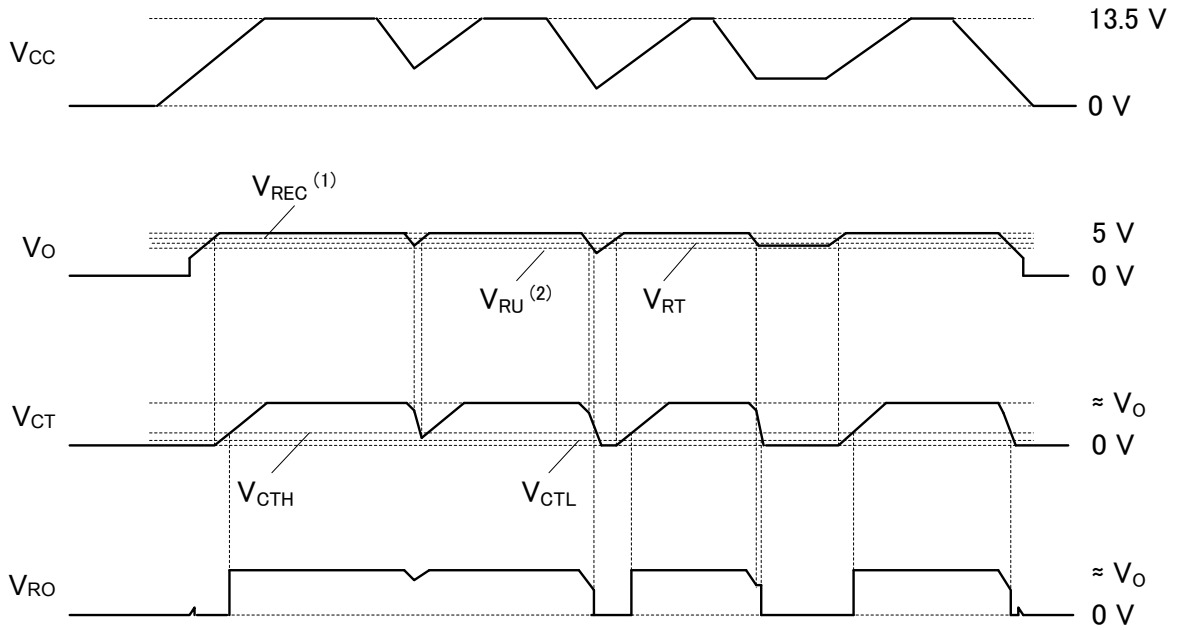 13.5 V
VCC
0 V
VREC (1)
VO
5 V
0 V
VRU (2)
VRT
VCT
≈ VO
0 V
VCTH
VCTL
VRO
≈ VO
0 V